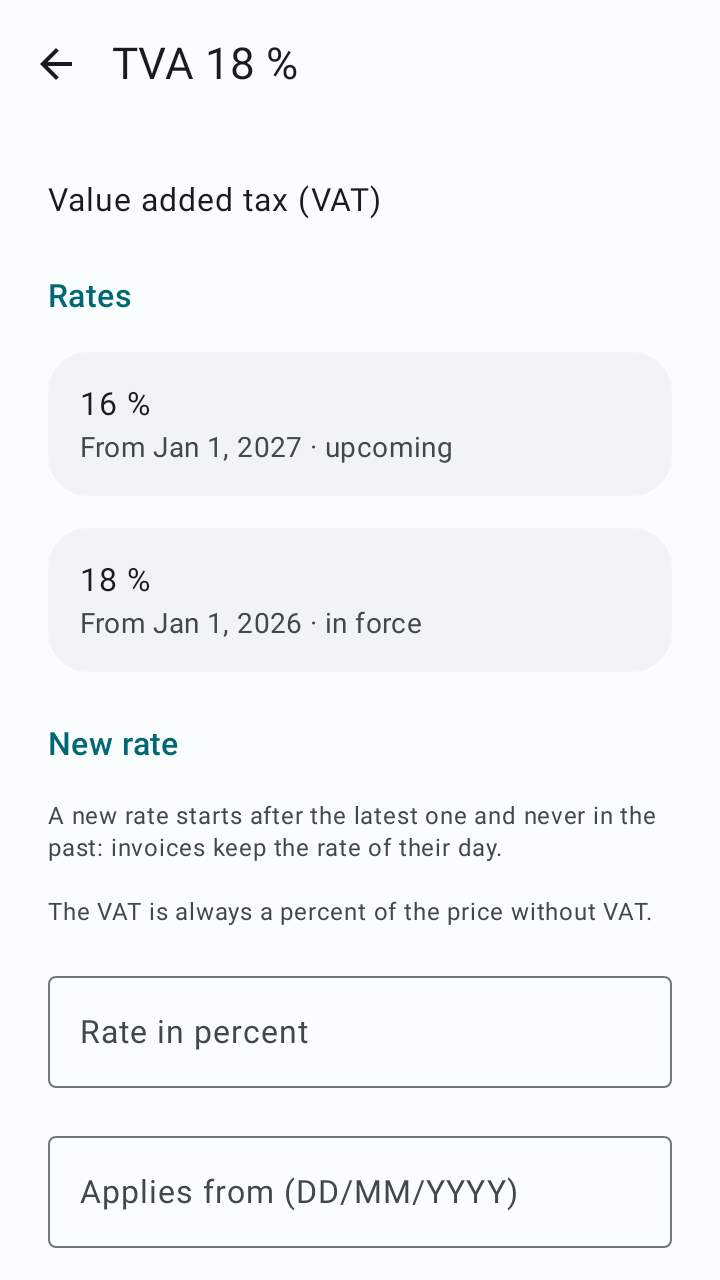 TVA 18 %
Value added tax (VAT)
Rates
16 %
From Jan 1, 2027 · upcoming
18 %
From Jan 1, 2026 · in force
New rate
A new rate starts after the latest one and never in the
past: invoices keep the rate of their day.
The VAT is always a percent of the price without VAT.
Rate in percent
Applies from (DD/MM/YYYY)